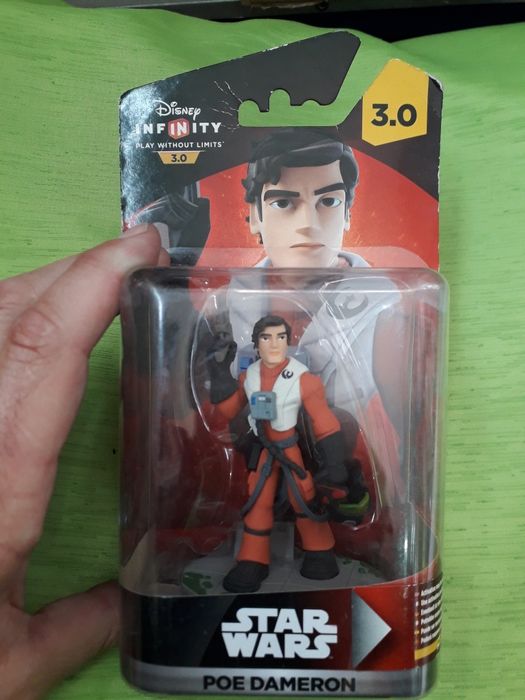 Disney
INFINITY
PLAY WITHOUT LIMITS
3.0
3.0
STAR
WARS
POE DAMERON